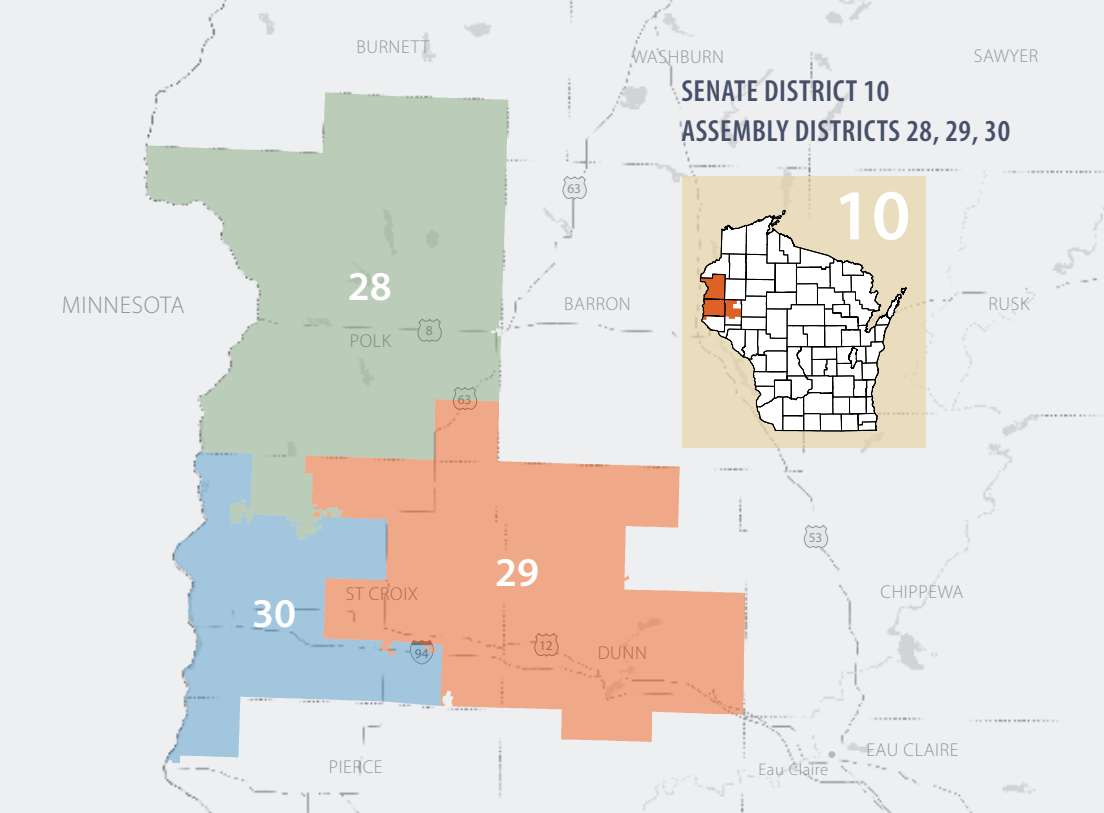 BURNETT
WASHBURN
SAWYER
SENATE DISTRICT 10
ASSEMBLY DISTRICTS 28, 29, 30
63
10
28
MINNESOTA
BARRON
RUSK
8
POLK
63
53
29
ST CROIX
CHIPPEWA
30
12
94
DUNN
EAU CLAIRE
PIERCE
Eau Claire